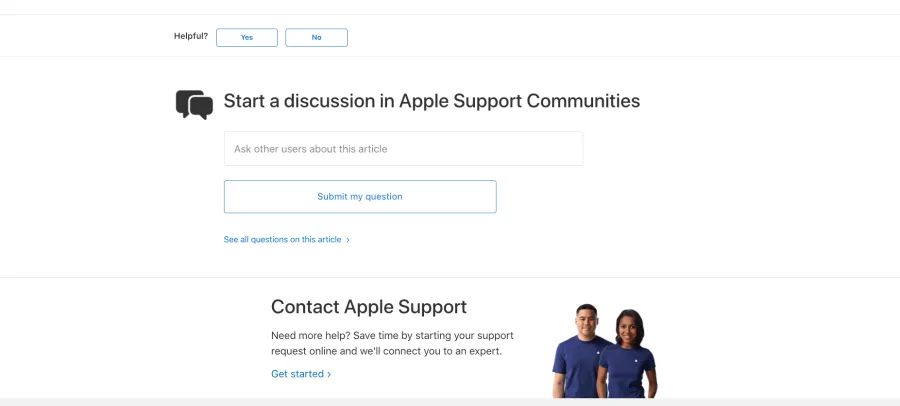 Helpful? Yes No
Start a discussion in Apple Support Communities
Ask other users about this article
Submit my question
See all questions on this article ›
Contact Apple Support
Need more help? Save time by starting your support
request online and we'll connect you to an expert.
Get started ›